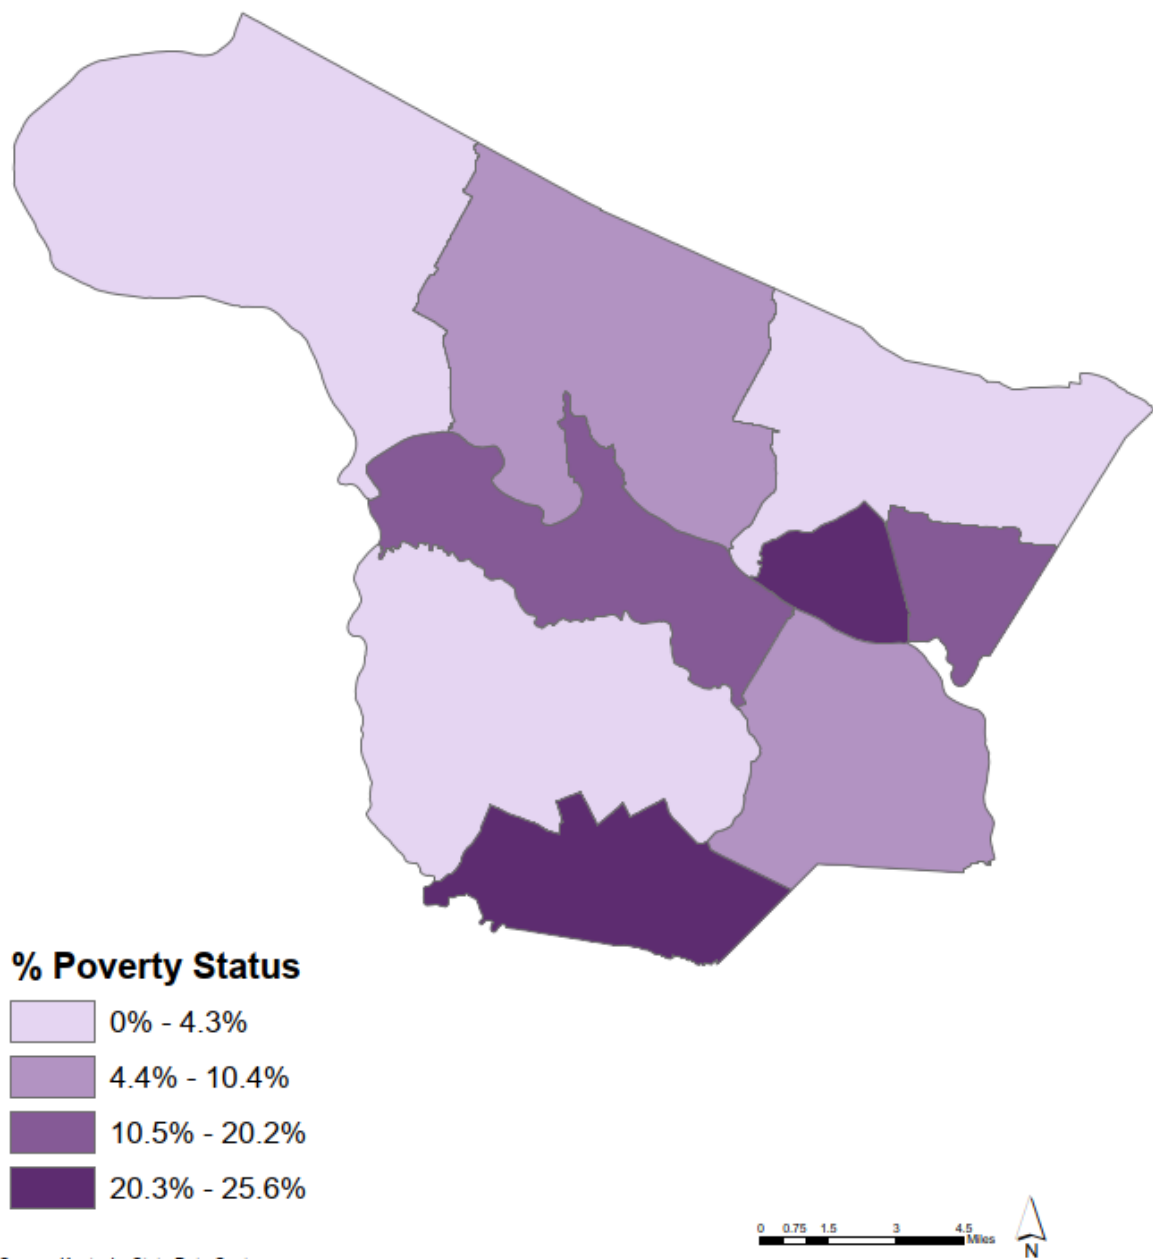 % Poverty Status
0% - 4.3%
4.4% - 10.4%
10.5% - 20.2%
20.3% - 25.6%
0 0.75 1.5 3 4.5
Miles
N